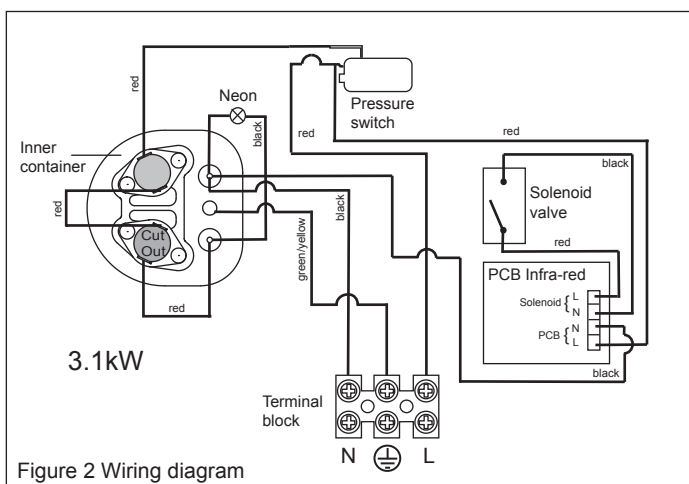 red
Neon
Pressure
switch
black
red
red
Inner
container
black
Solenoid
valve
red
Cut
Out
black
green/yellow
red
PCB Infra-red
Solenoid { L
N
PCB { N
L
red
3.1kW
black
Terminal
block
N
L
Figure 2 Wiring diagram